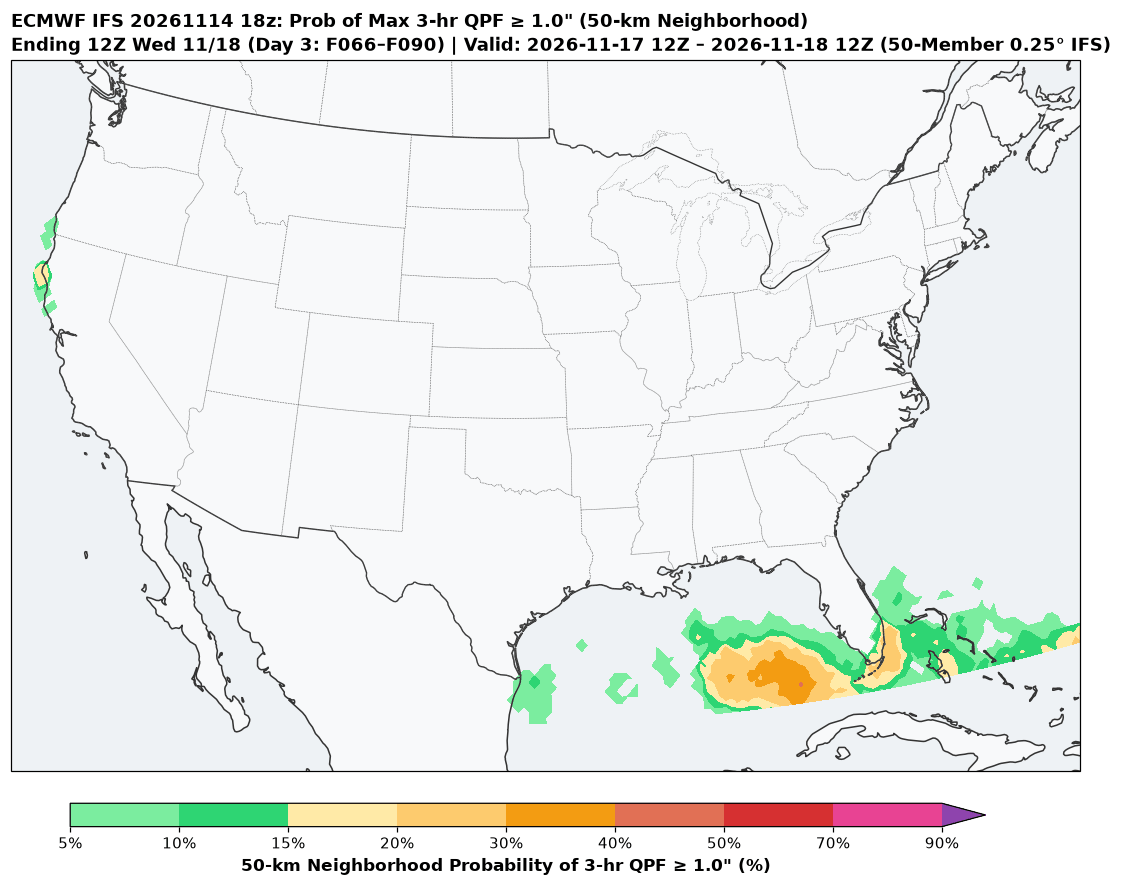 ECMWF IFS 20261114 18z: Prob of Max 3-hr QPF ≥ 1.0" (50-km Neighborhood)
Ending 12Z Wed 11/18 (Day 3: F066–F090) | Valid: 2026-11-17 12Z – 2026-11-18 12Z (50-Member 0.25° IFS)
5% 10% 15% 20% 30% 40% 50% 70% 90%
50-km Neighborhood Probability of 3-hr QPF ≥ 1.0" (%)